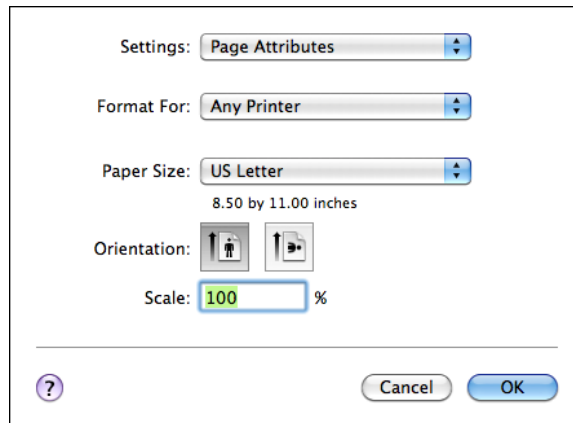 Settings: Page Attributes
Format For: Any Printer
Paper Size: US Letter
8.50 by 11.00 inches
Orientation:
Scale: 100 %
? Cancel OK